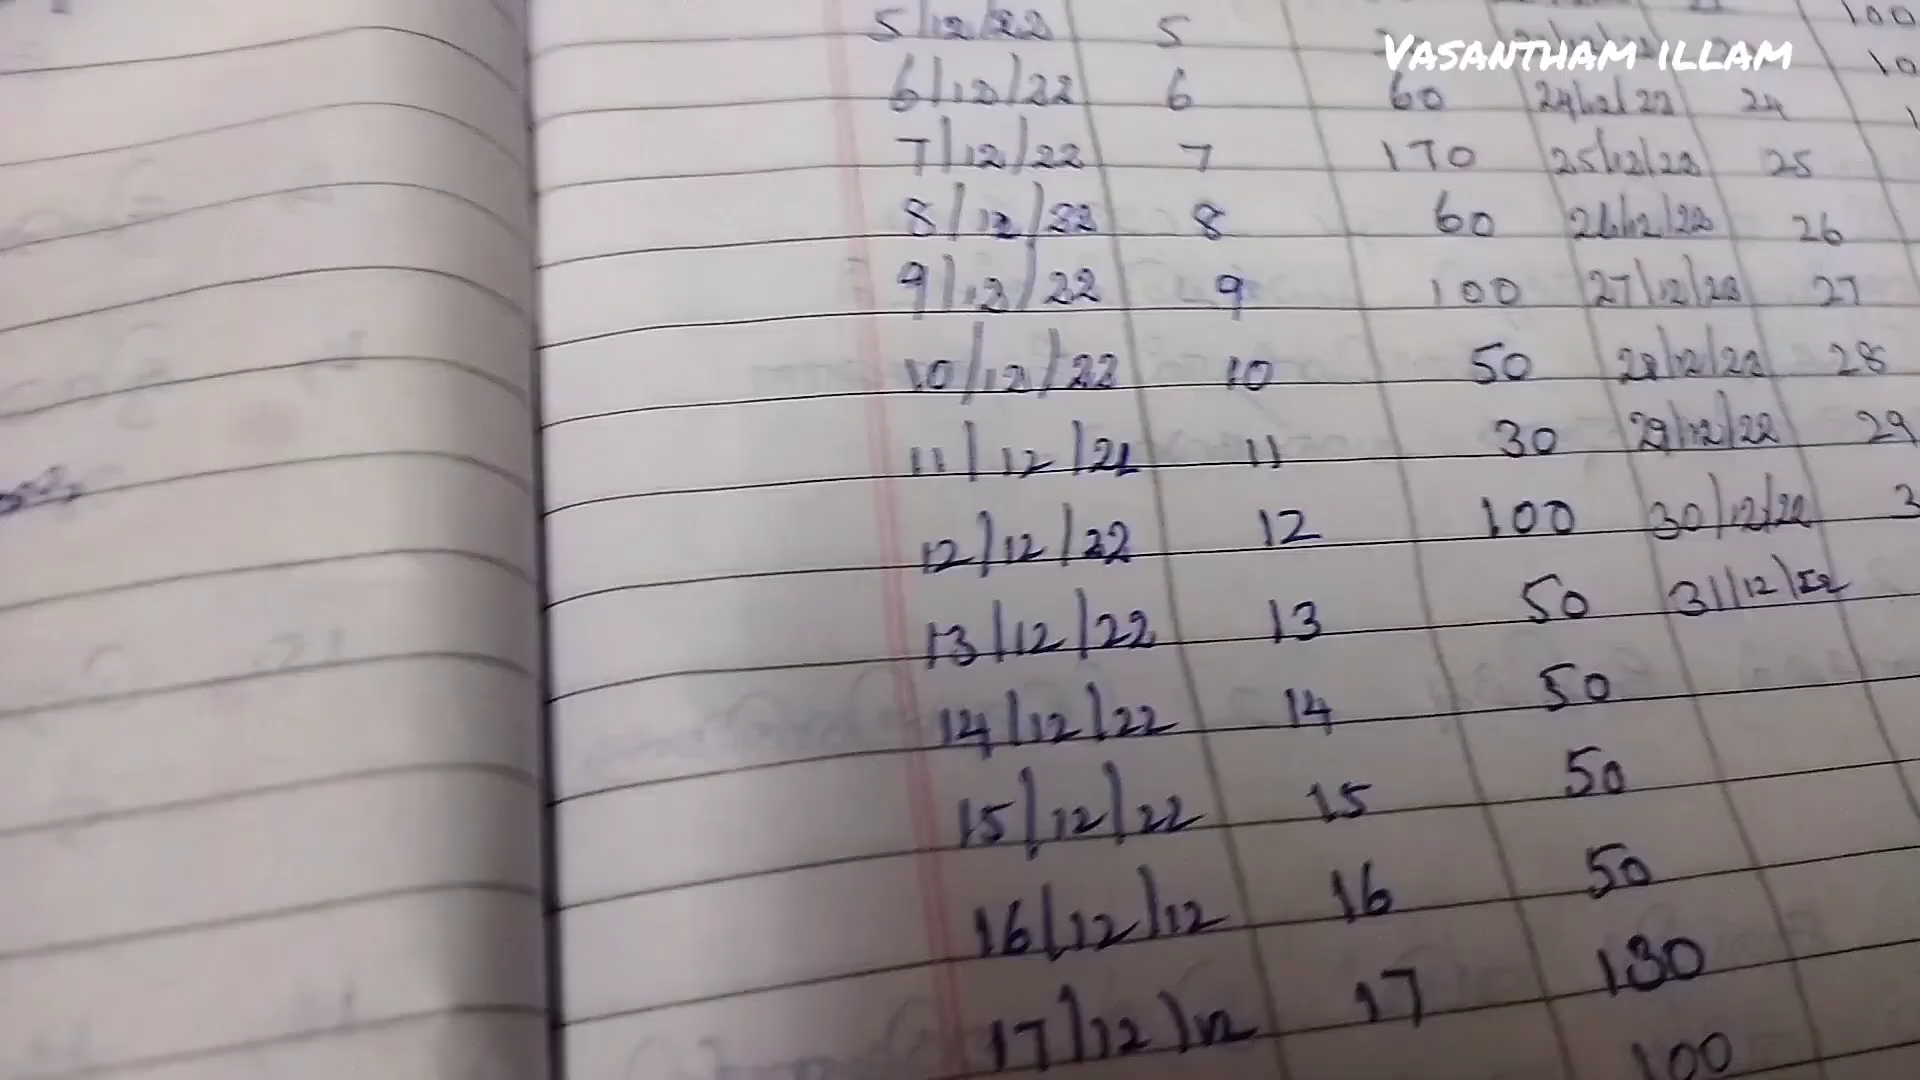 VASANTHAM ILLAM
5/12/22 5 100
6/12/22 6 60 24/12/22 24
7/12/22 7 170 25/12/22 25
8/12/22 8 60 26/12/22 26
9/12/22 9 100 27/12/22 27
10/12/22 10 50 28/12/22 28
11/12/21 11 30 29/12/22 29
12/12/22 12 100 30/12/22
13/12/22 13 50 31/12/22
14/12/22 14 50
15/12/22 15 50
16/12/12 16 50
17/12/12 17 130
100